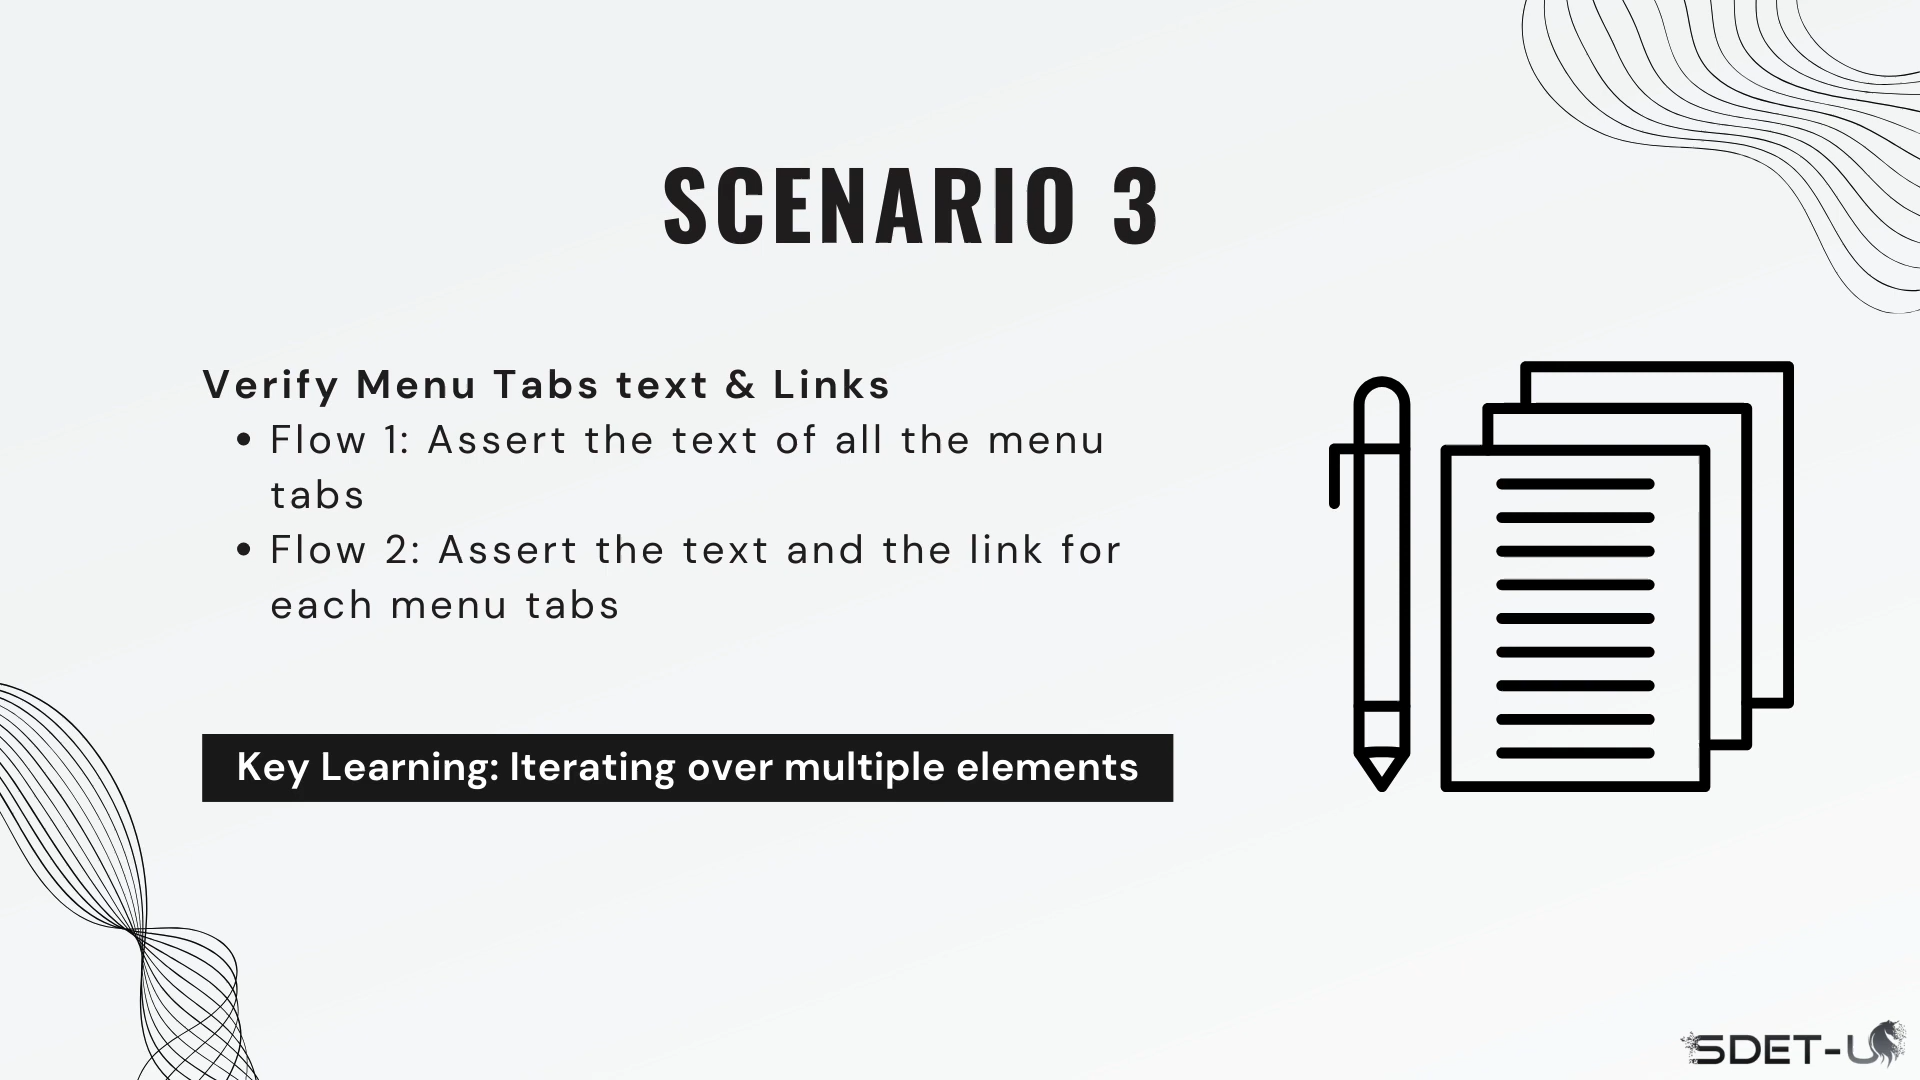 SCENARIO 3
Verify Menu Tabs text & Links
• Flow 1: Assert the text of all the menu
tabs
• Flow 2: Assert the text and the link for
each menu tabs
Key Learning: Iterating over multiple elements
SDET-U